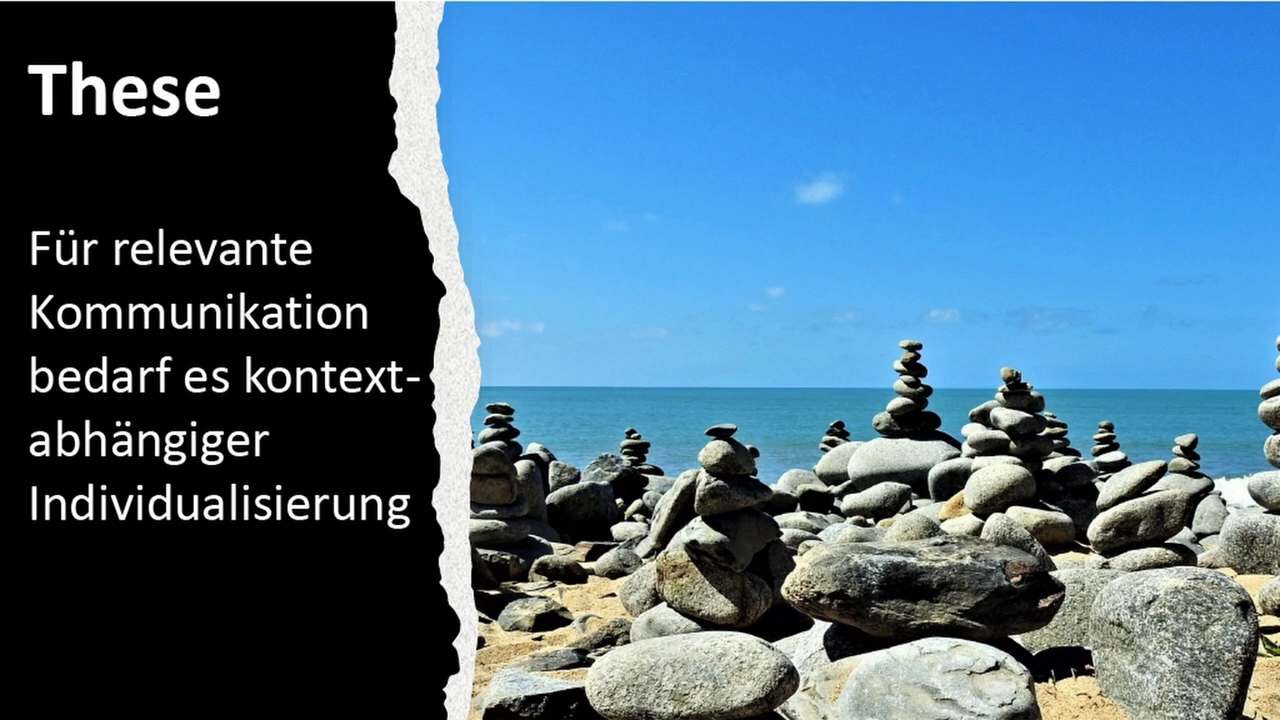 These
Für relevante
Kommunikation
bedarf es kontext-
abhängiger
Individualisierung